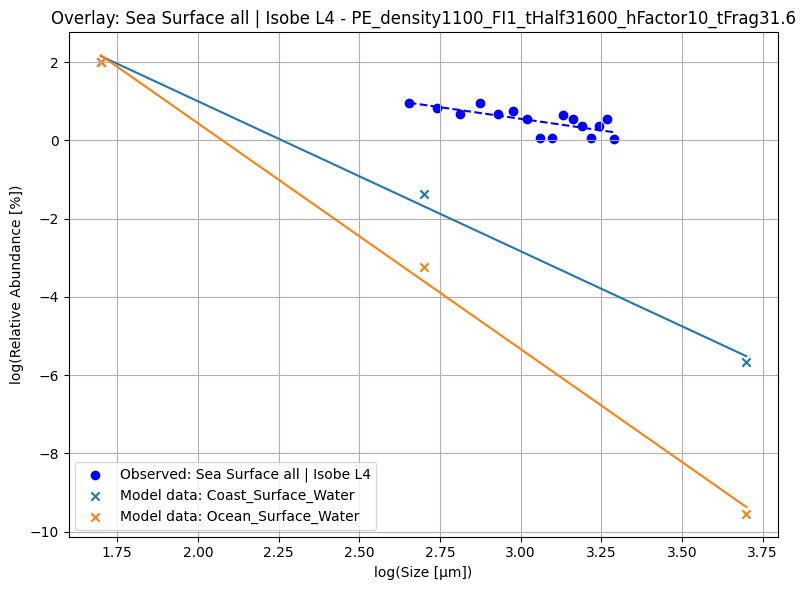 Overlay: Sea Surface all | Isobe L4 - PE_density1100_FI1_tHalf31600_hFactor10_tFrag31.6
log(Relative Abundance [%])
2
0
−2
−4
−6
−8
−10
Observed: Sea Surface all | Isobe L4
Model data: Coast_Surface_Water
Model data: Ocean_Surface_Water
1.75 2.00 2.25 2.50 2.75 3.00 3.25 3.50 3.75
log(Size [μm])